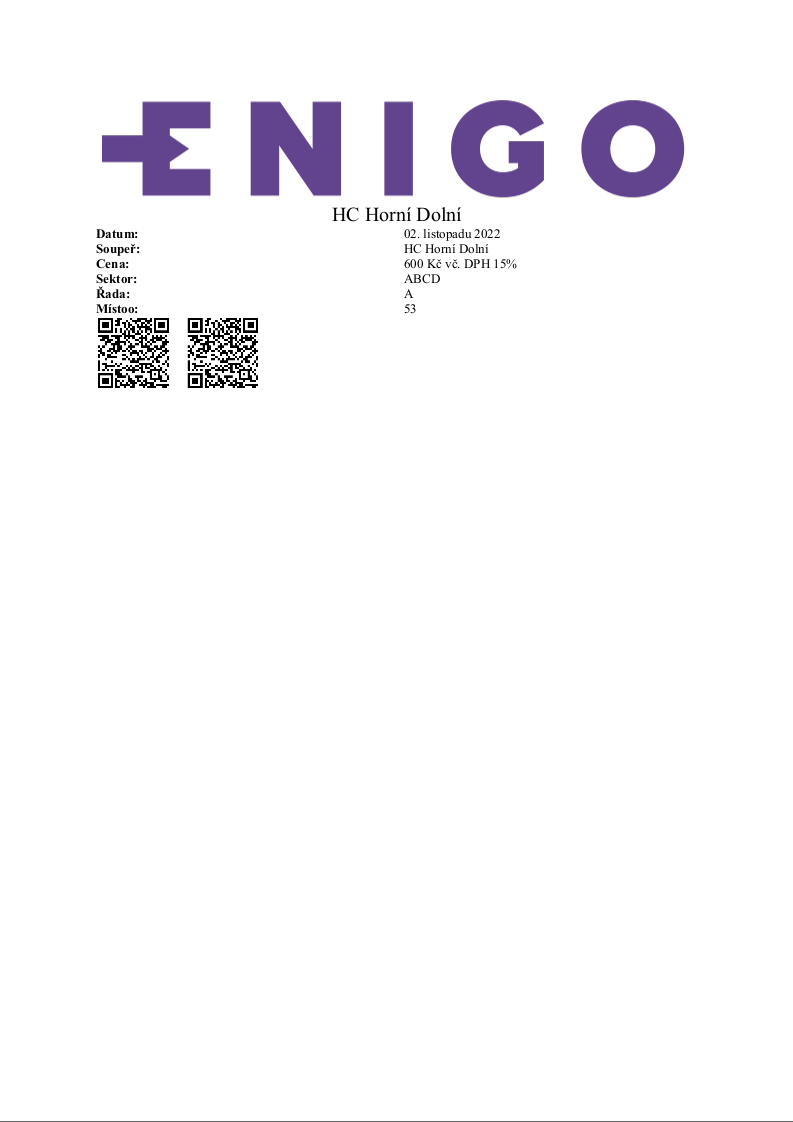 ENIGO
HC Horní Dolní
Datum: 02. listopadu 2022
Soupeř: HC Horní Dolní
Cena: 600 Kč vč. DPH 15%
Sektor: ABCD
Řada: A
Místoo: 53